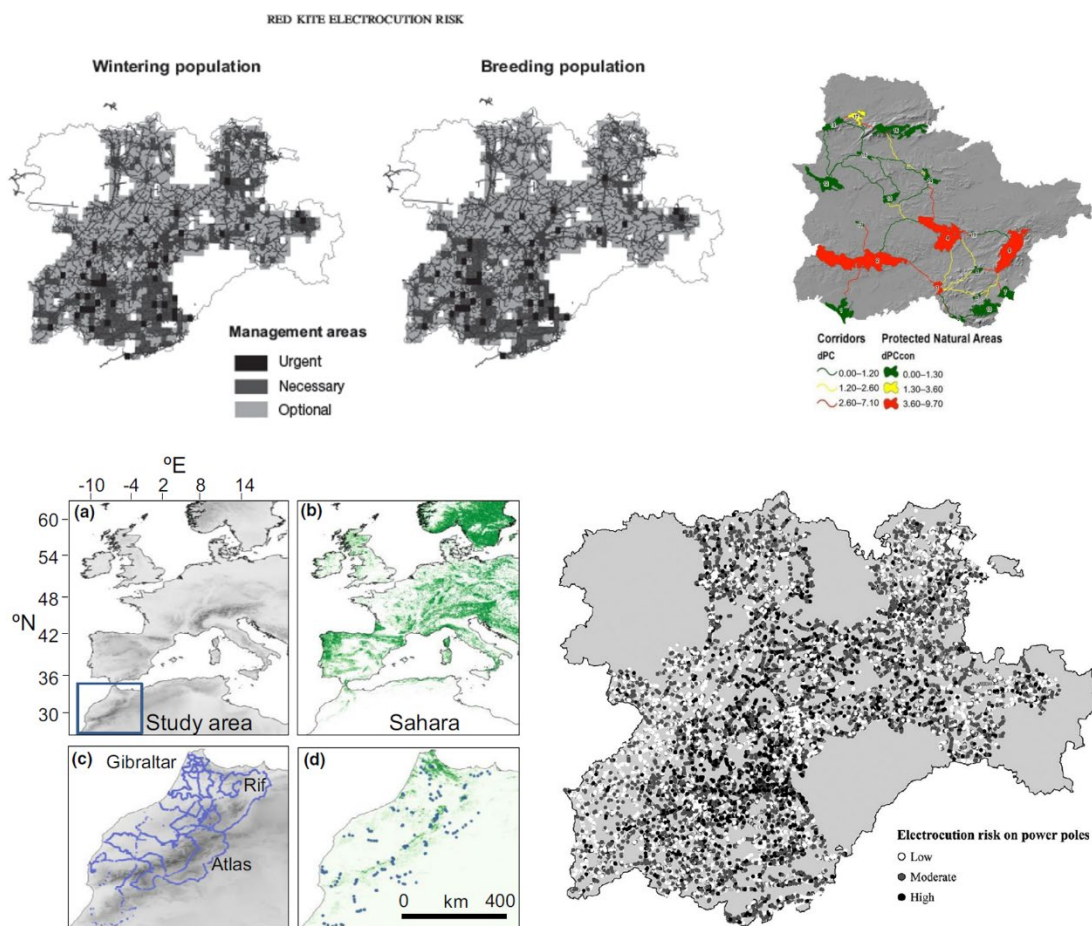 RED KITE ELECTROCUTION RISK
Wintering population
Breeding population
Management areas
Urgent
Necessary
Optional
Corridors Protected Natural Areas
dPC dPCcon
0.00–1.20 0.00–1.30
1.20–2.60 1.30–3.60
2.60–7.10 3.60–9.70
ºE
-10 -4 2 8 14
(a) (b)
60
54
48
ºN
42
36
30
Study area
Sahara
(c) Gibraltar (d)
Rif
Atlas
0 km 400
Electrocution risk on power poles
Low
Moderate
High